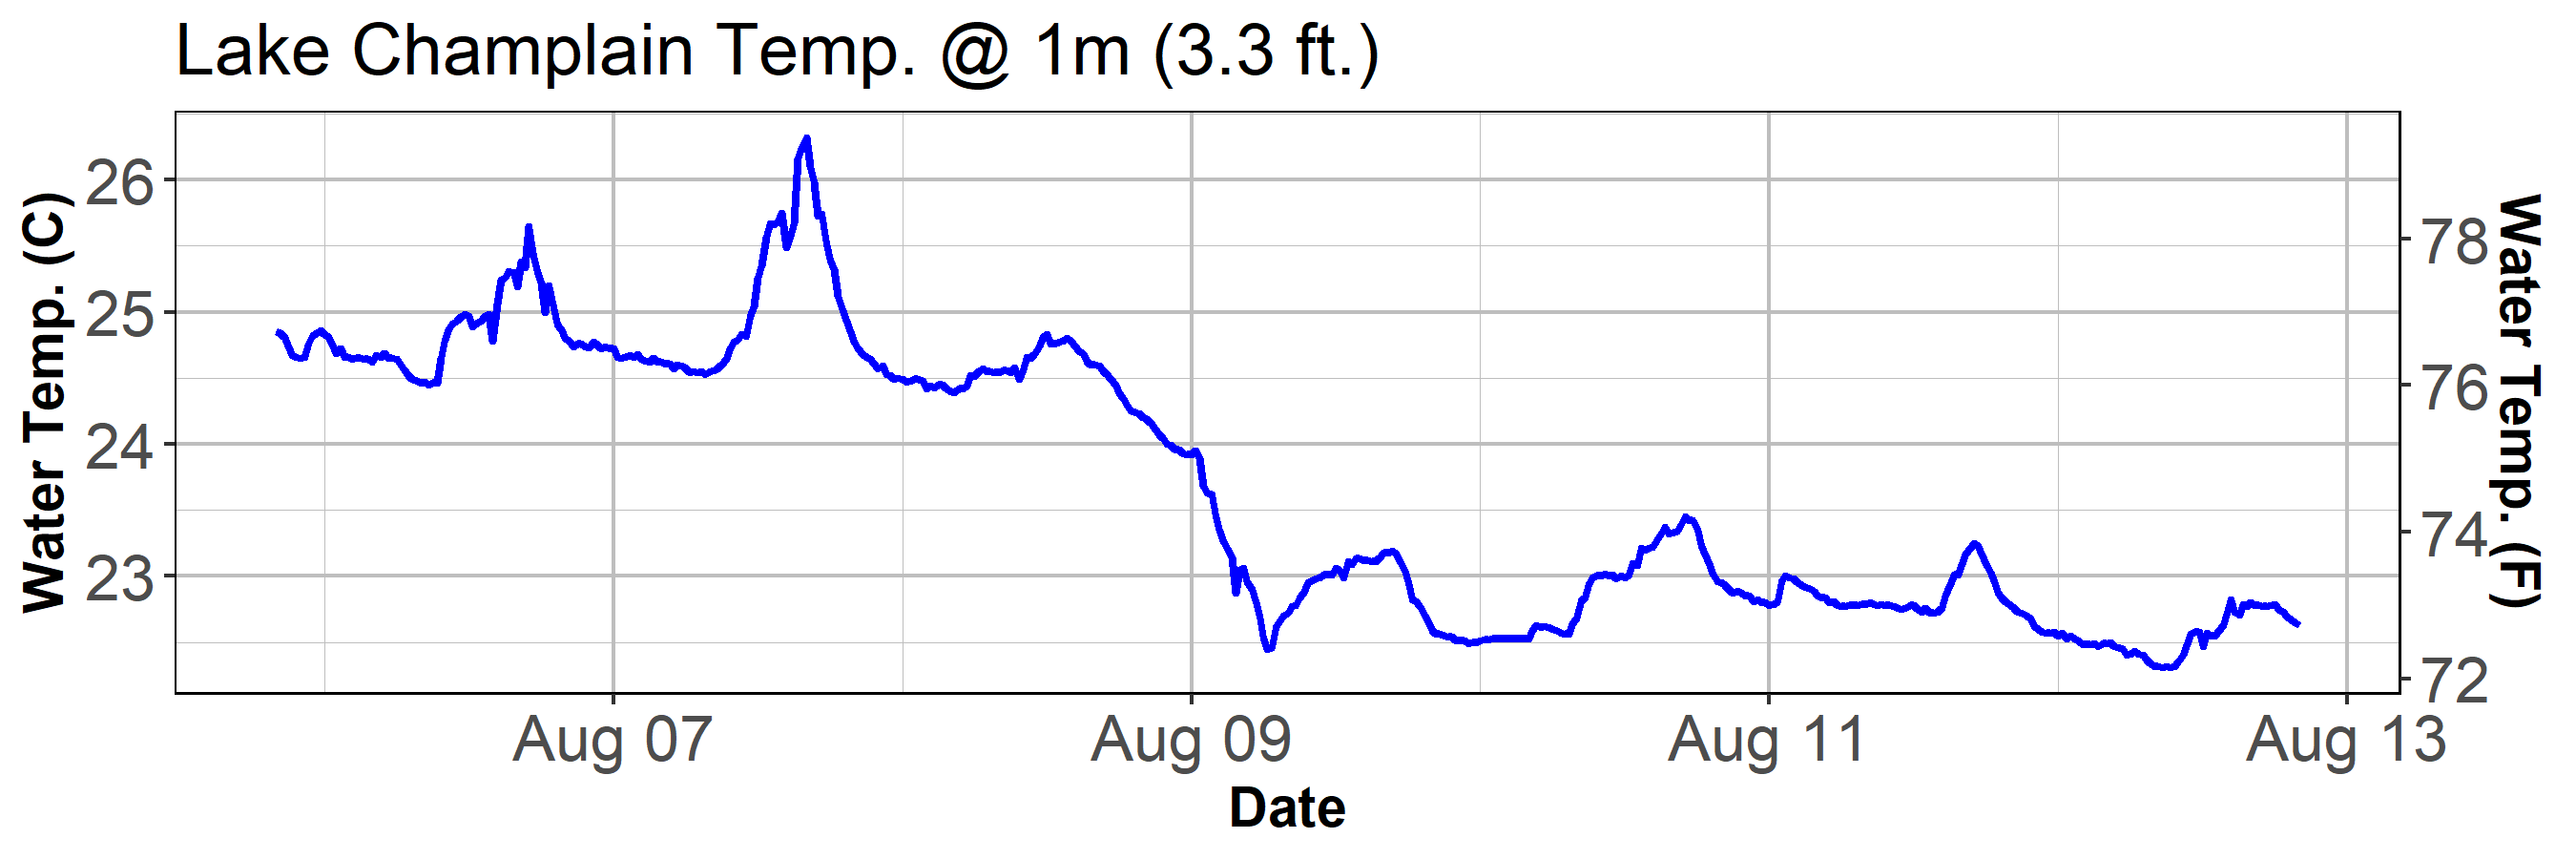 Lake Champlain Temp. @ 1m (3.3 ft.)
Water Temp. (C)
26
25
24
23
78
76
74
72
Water Temp. (F)
Aug 07 Aug 09 Aug 11 Aug 13
Date